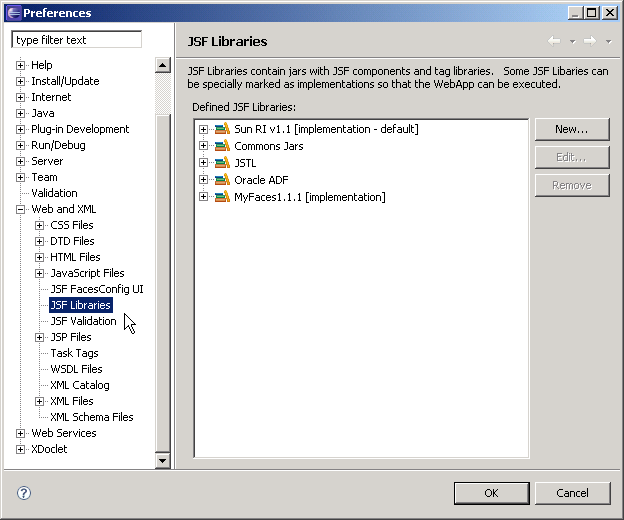 Preferences
type filter text
Help
Install/Update
Internet
Java
Plug-in Development
Run/Debug
Server
Team
Validation
Web and XML
CSS Files
DTD Files
HTML Files
JavaScript Files
JSF FacesConfig UI
JSF Libraries
JSF Validation
JSP Files
Task Tags
WSDL Files
XML Catalog
XML Files
XML Schema Files
Web Services
XDoclet
JSF Libraries
JSF Libraries contain jars with JSF components and tag libraries.   Some JSF Libaries can
be specially marked as implementations so that the WebApp can be executed.
Defined JSF Libraries:
Sun RI v1.1 [implementation - default]
Commons Jars
JSTL
Oracle ADF
MyFaces1.1.1 [implementation]
New...
Edit...
Remove
?
OK
Cancel